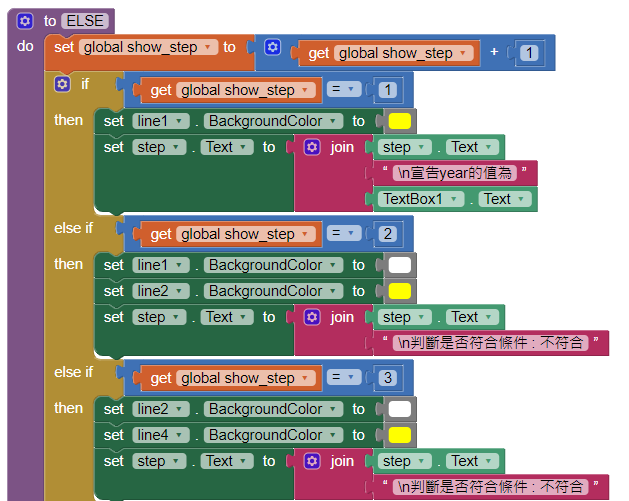 to ELSE
do set global show_step to get global show_step + 1
if get global show_step = 1
then set line1 . BackgroundColor to
set step . Text to join step . Text
“ \n宣告year的值為 ”
TextBox1 . Text
else if get global show_step = 2
then set line1 . BackgroundColor to
set line2 . BackgroundColor to
set step . Text to join step . Text
“ \n判斷是否符合條件 : 不符合 ”
else if get global show_step = 3
then set line2 . BackgroundColor to
set line4 . BackgroundColor to
set step . Text to join step . Text
“ \n判斷是否符合條件 : 不符合 ”